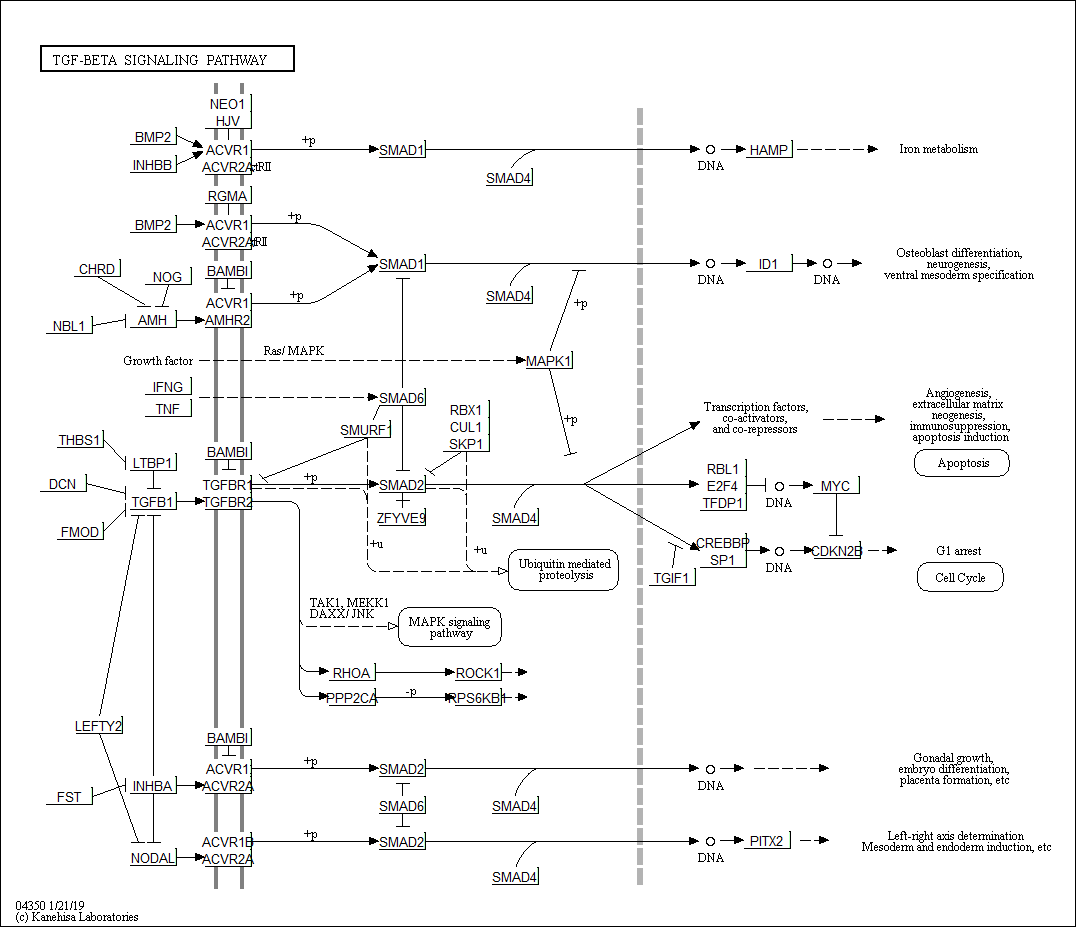 TGF-BETA SIGNALING PATHWAY
NEO1
HJV
BMP2
ACVR1
+p
SMAD1
DNA
HAMP
Iron metabolism
INHBB
ACVR2A
SMAD4
RGMA
BMP2
ACVR1
+p
ACVR2A
CHRD
NOG
BAMBI
SMAD1
DNA
ID1
DNA
Osteoblast differentiation,
neurogenesis,
ventral mesoderm specification
SMAD4
ACVR1
+p
+p
NBL1
AMH
AMHR2
Growth factor
Ras/ MAPK
MAPK1
IFNG
TNF
SMAD6
RBX1
CUL1
SKP1
+p
SMURF1
Transcription factors,
co-activators,
and co-repressors
Angiogenesis,
extracellular matrix
neogenesis,
immunosuppression,
apoptosis induction
Apoptosis
THBS1
LTBP1
BAMBI
DCN
TGFB1
TGFBR1
TGFBR2
+p
SMAD2
ZFYVE9
SMAD4
RBL1
E2F4
TFDP1
DNA
MYC
FMOD
+u
+u
Ubiquitin mediated
proteolysis
CREBBP
SP1
TGIF1
DNA
CDKN2B
G1 arrest
Cell Cycle
TAK1, MEKK1
DAXX/ JNK
MAPK signaling
pathway
RHOA
ROCK1
PPP2CA
-p
RPS6KB1
LEFTY2
BAMBI
FST
INHBA
ACVR1
ACVR2A
+p
SMAD2
SMAD4
DNA
Gonadal growth,
embryo differentiation,
placenta formation, etc
SMAD6
NODAL
ACVR1B
ACVR2A
+p
SMAD2
SMAD4
DNA
PITX2
Left-right axis determination
Mesoderm and endoderm induction, etc
04350 1/21/19
(c) Kanehisa Laboratories